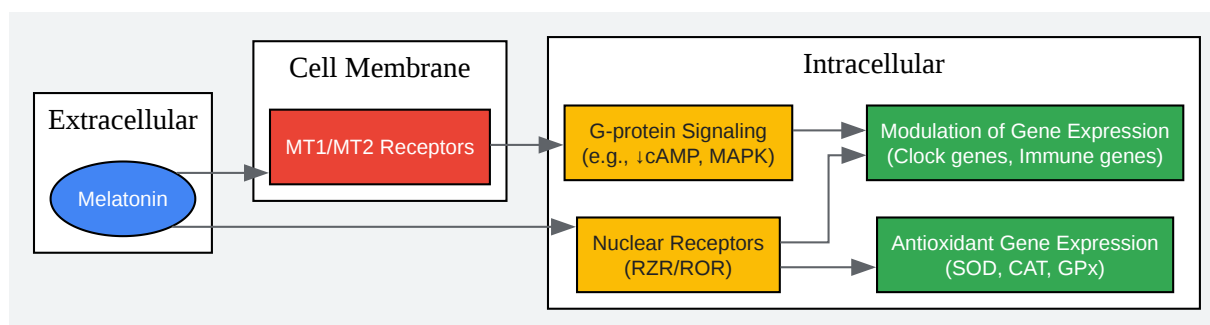 Extracellular
Melatonin
Cell Membrane
MT1/MT2 Receptors
Intracellular
G-protein Signaling
(e.g., ↓cAMP, MAPK)
Modulation of Gene Expression
(Clock genes, Immune genes)
Nuclear Receptors
(RZR/ROR)
Antioxidant Gene Expression
(SOD, CAT, GPx)